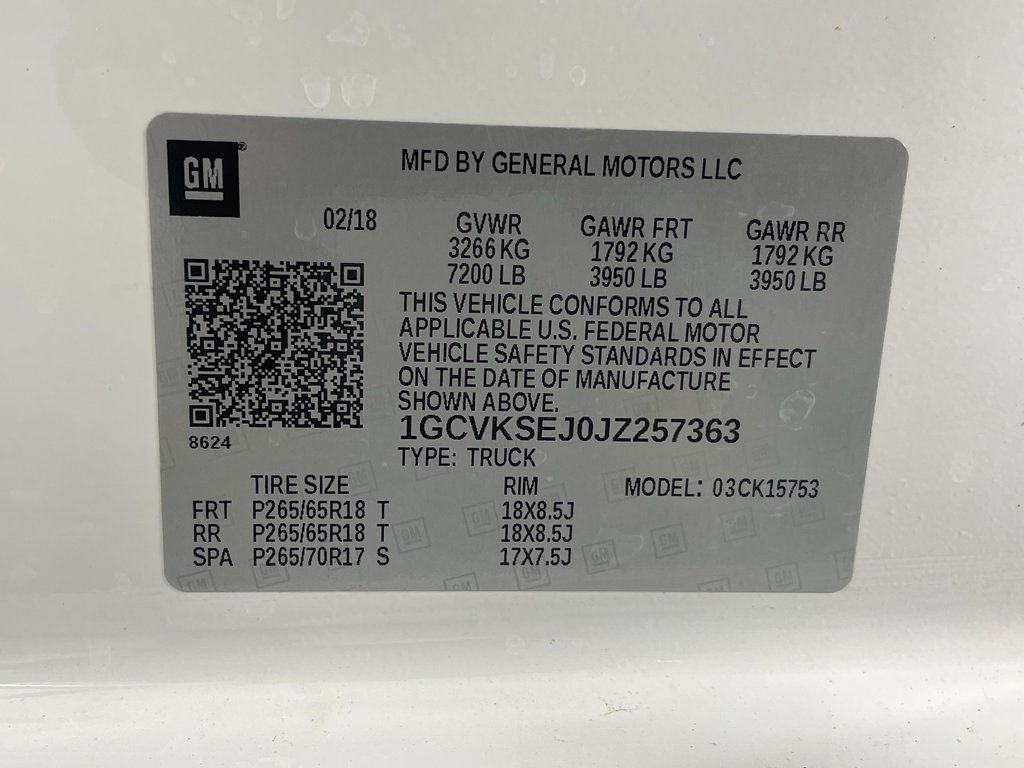 GM
MFD BY GENERAL MOTORS LLC
02/18 GVWR GAWR FRT GAWR RR
3266 KG 1792 KG 1792 KG
7200 LB 3950 LB 3950 LB
THIS VEHICLE CONFORMS TO ALL
APPLICABLE U.S. FEDERAL MOTOR
VEHICLE SAFETY STANDARDS IN EFFECT
ON THE DATE OF MANUFACTURE
SHOWN ABOVE.
1GCVKSEJ0JZ257363
8624
TYPE: TRUCK
TIRE SIZE RIM MODEL: 03CK15753
FRT P265/65R18 T 18X8.5J
RR P265/65R18 T 18X8.5J
SPA P265/70R17 S 17X7.5J